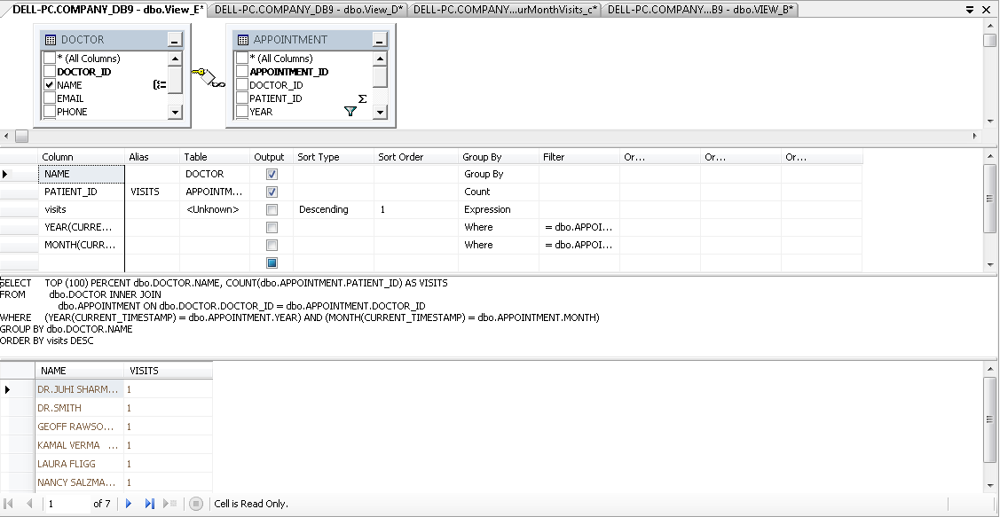 DELL-PC.COMPANY_DB9 - dbo.View_E* DELL-PC.COMPANY_DB9 - dbo.View_D* DELL-PC.COMPANY...urMonthVisits_c* DELL-PC.COMPANY...B9 - dbo.VIEW_B*
DOCTOR
* (All Columns)
DOCTOR_ID
NAME
EMAIL
PHONE
APPOINTMENT
* (All Columns)
APPOINTMENT_ID
DOCTOR_ID
PATIENT_ID
YEAR
Column Alias Table Output Sort Type Sort Order Group By Filter Or... Or... Or...
NAME DOCTOR Group By
PATIENT_ID VISITS APPOINTM... Count
visits <Unknown> Descending 1 Expression
YEAR(CURRE... Where = dbo.APPOI...
MONTH(CURR... Where = dbo.APPOI...
SELECT TOP (100) PERCENT dbo.DOCTOR.NAME, COUNT(dbo.APPOINTMENT.PATIENT_ID) AS VISITS
FROM dbo.DOCTOR INNER JOIN
dbo.APPOINTMENT ON dbo.DOCTOR.DOCTOR_ID = dbo.APPOINTMENT.DOCTOR_ID
WHERE (YEAR(CURRENT_TIMESTAMP) = dbo.APPOINTMENT.YEAR) AND (MONTH(CURRENT_TIMESTAMP) = dbo.APPOINTMENT.MONTH)
GROUP BY dbo.DOCTOR.NAME
ORDER BY visits DESC
NAME VISITS
DR.JUHI SHARM... 1
DR.SMITH 1
GEOFF RAWSO... 1
KAMAL VERMA ... 1
LAURA FLIGG 1
NANCY SALZMA... 1
1 of 7 Cell is Read Only.